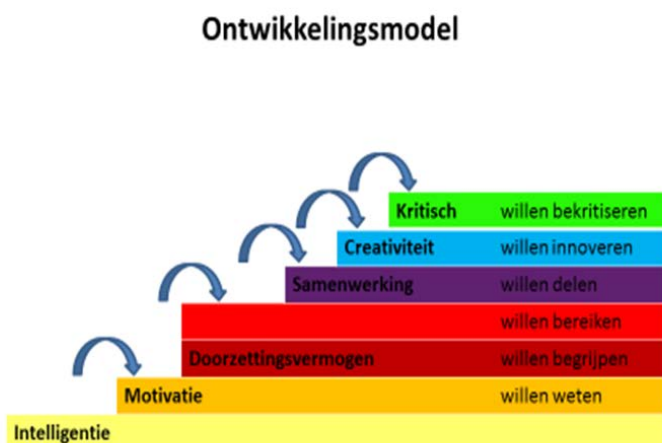 Ontwikkelingsmodel
Kritisch willen bekritiseren
Creativiteit willen innoveren
Samenwerking willen delen
willen bereiken
Doorzettingsvermogen willen begrijpen
Motivatie willen weten
Intelligentie